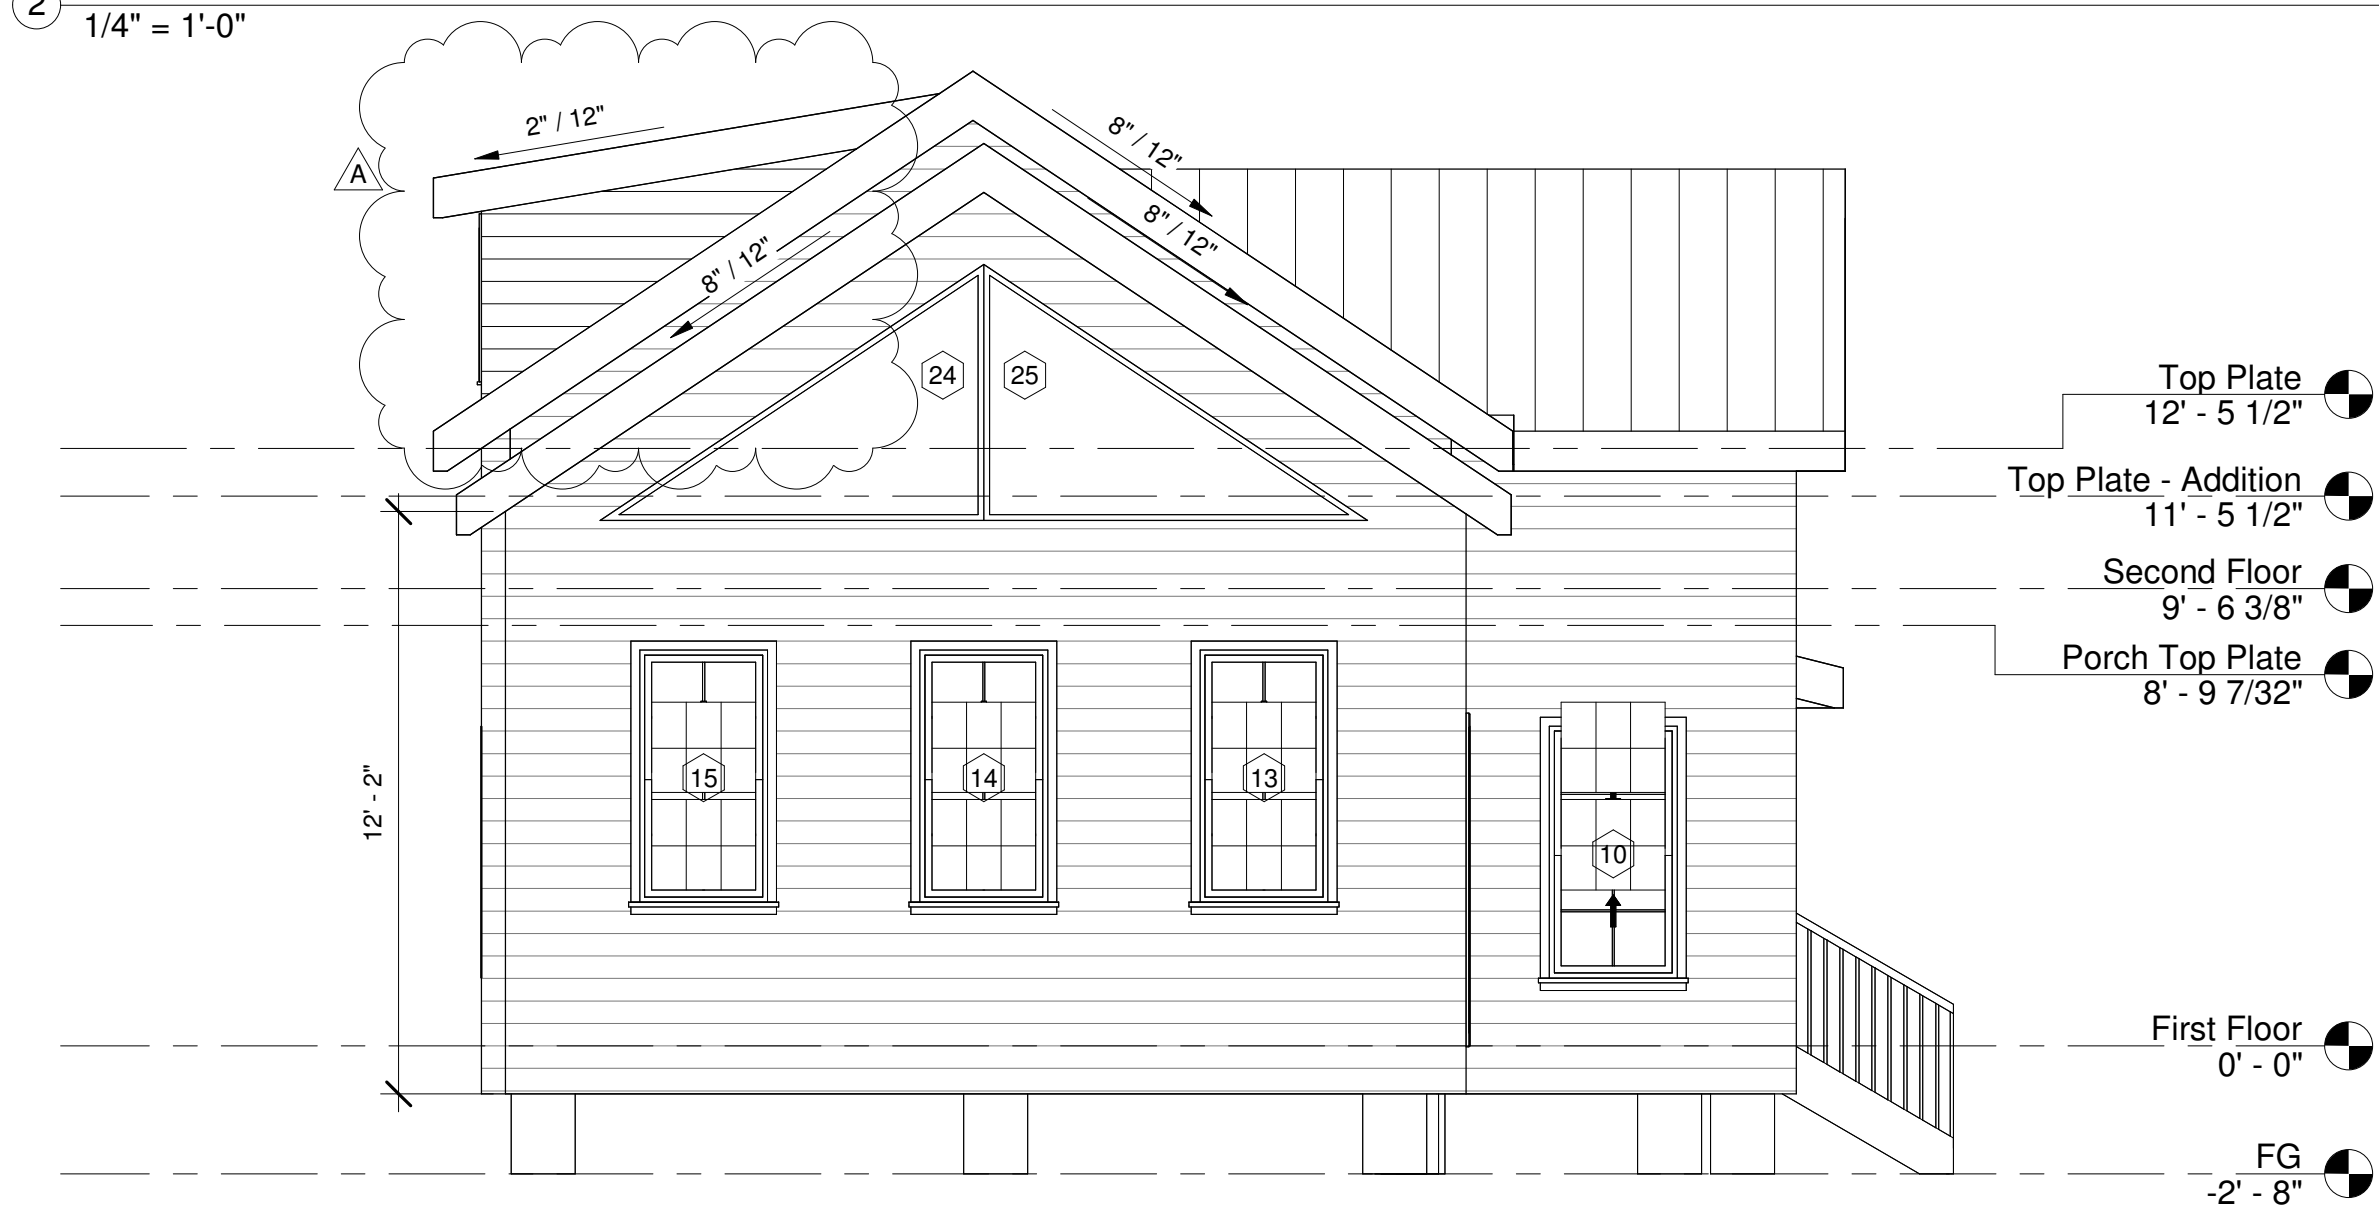 2
1/4" = 1'-0"
2" / 12"
8" / 12"
A
8" / 12"
8" / 12"
24
25
Top Plate
12' - 5 1/2"
Top Plate - Addition
11' - 5 1/2"
Second Floor
9' - 6 3/8"
Porch Top Plate
8' - 9 7/32"
15
14
13
12' - 2"
10
First Floor
0' - 0"
FG
-2' - 8"